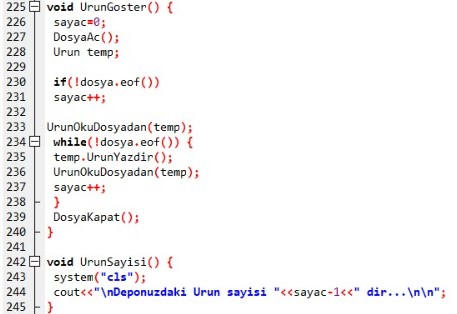 225 void UrunGoster() {
226 sayac=0;
227 DosyaAc();
228 Urun temp;
229
230 if(!dosya.eof())
231 sayac++;
232
233 UrunOkuDosyadan(temp);
234 while(!dosya.eof()) {
235 temp.UrunYazdir();
236 UrunOkuDosyadan(temp);
237 sayac++;
238 }
239 DosyaKapat();
240 }
241
242 void UrunSayisi() {
243 system("cls");
244 cout<<"\nDeponuzdaki Urun sayisi "<<sayac-1<<" dir...\n\n";
245 }